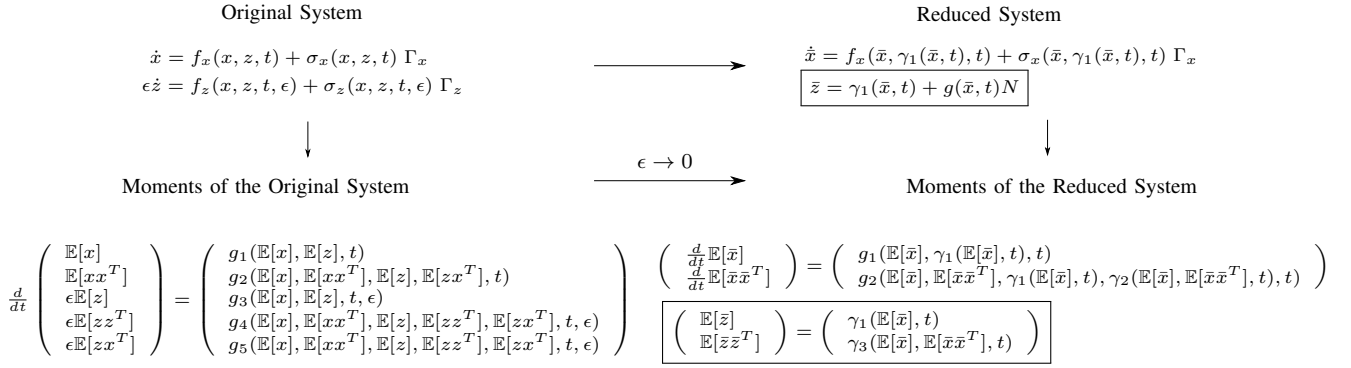 Original System
Reduced System
ẋ = f_x(x, z, t) + σ_x(x, z, t) Γ_x
ϵż = f_z(x, z, t, ϵ) + σ_z(x, z, t, ϵ) Γ_z
ẋ̄ = f_x(x̄, γ_1(x̄, t), t) + σ_x(x̄, γ_1(x̄, t), t) Γ_x
z̄ = γ_1(x̄, t) + g(x̄, t)N
ϵ → 0
Moments of the Original System
Moments of the Reduced System
d/dt ( 𝔼[x] ) = ( g_1(𝔼[x], 𝔼[z], t) )
𝔼[xx^T] g_2(𝔼[x], 𝔼[xx^T], 𝔼[z], 𝔼[zx^T], t)
ϵ𝔼[z] g_3(𝔼[x], 𝔼[z], t, ϵ)
ϵ𝔼[zz^T] g_4(𝔼[x], 𝔼[xx^T], 𝔼[z], 𝔼[zz^T], 𝔼[zx^T], t, ϵ)
ϵ𝔼[zx^T] g_5(𝔼[x], 𝔼[xx^T], 𝔼[z], 𝔼[zz^T], 𝔼[zx^T], t, ϵ)
( d/dt 𝔼[x̄] ) = ( g_1(𝔼[x̄], γ_1(𝔼[x̄], t), t) )
d/dt 𝔼[x̄x̄^T] g_2(𝔼[x̄], 𝔼[x̄x̄^T], γ_1(𝔼[x̄], t), γ_2(𝔼[x̄], 𝔼[x̄x̄^T], t), t)
( 𝔼[z̄] ) = ( γ_1(𝔼[x̄], t) )
𝔼[z̄z̄^T] γ_3(𝔼[x̄], 𝔼[x̄x̄^T], t)